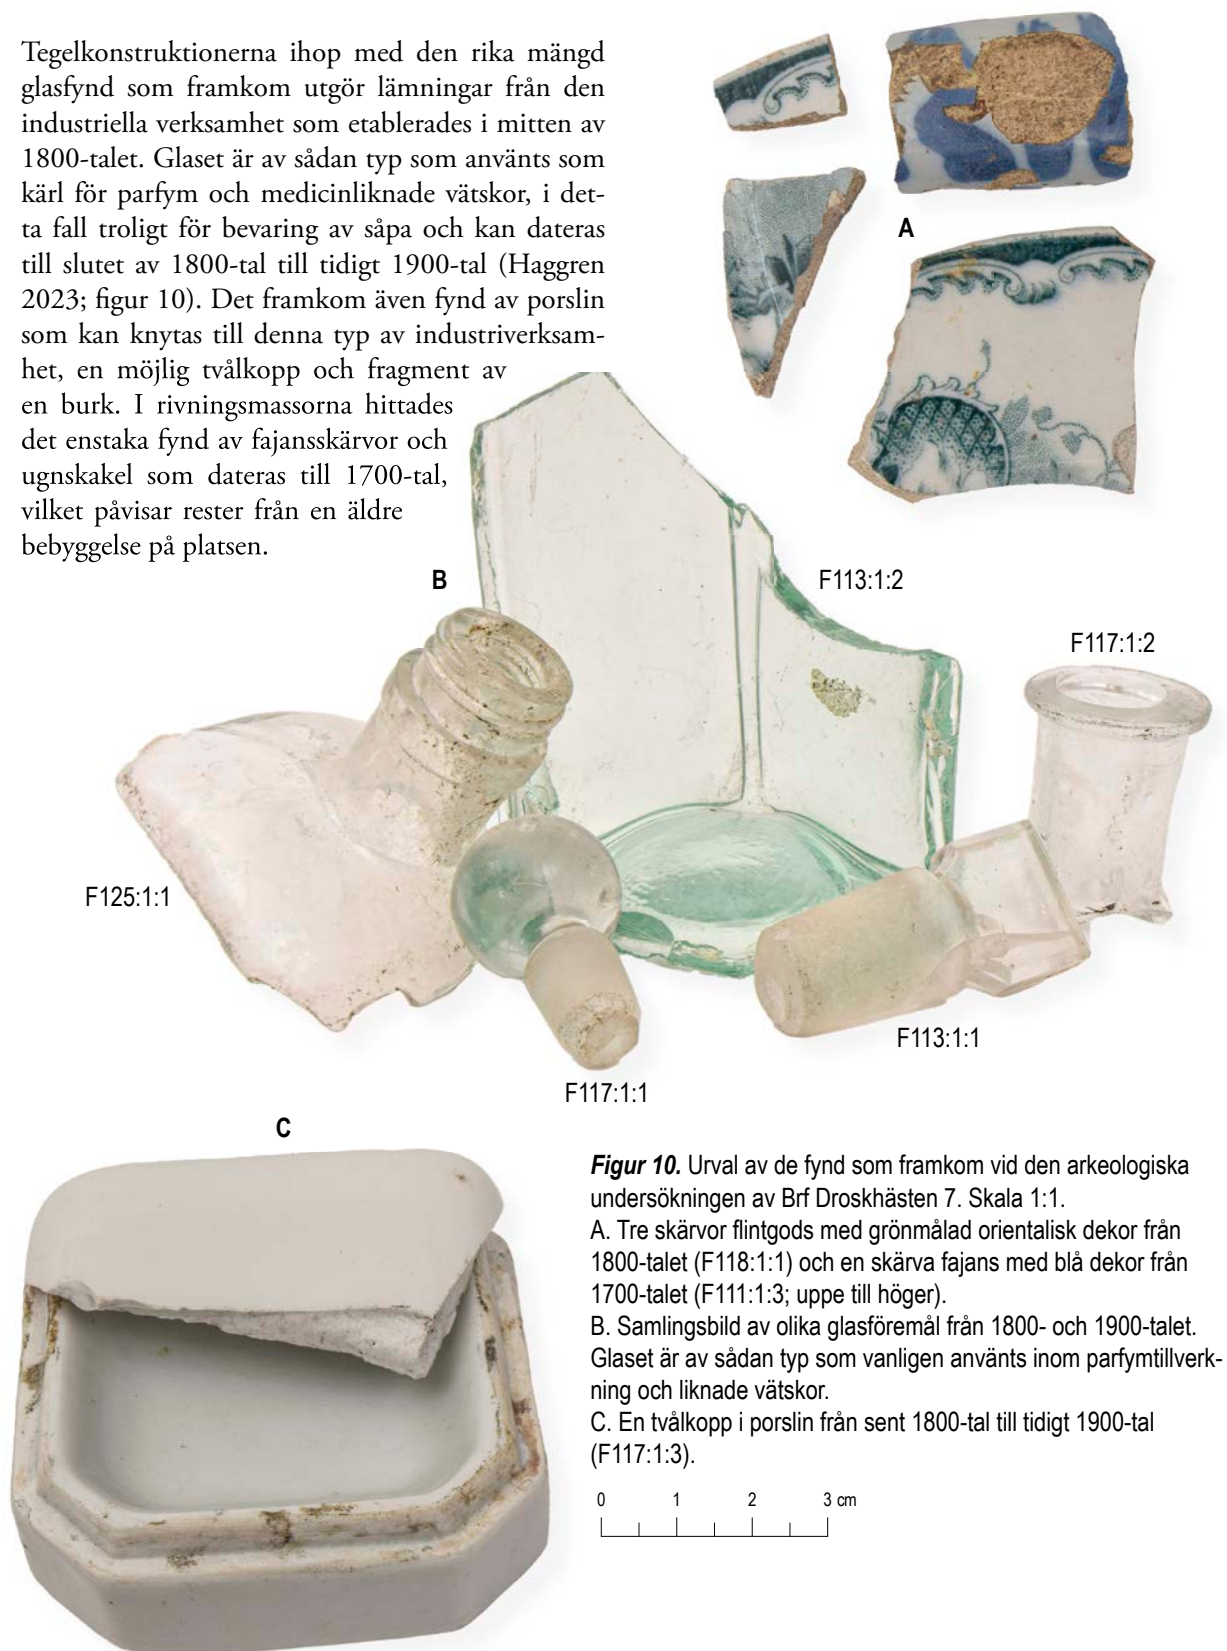 Tegelkonstruktionerna ihop med den rika mängd
glasfynd som framkom utgör lämningar från den
industriella verksamhet som etablerades i mitten av
1800-talet. Glaset är av sådan typ som använts som
kärl för parfym och medicinliknade vätskor, i det-
ta fall troligt för bevaring av såpa och kan dateras
till slutet av 1800-tal till tidigt 1900-tal (Haggren
2023; figur 10). Det framkom även fynd av porslin
som kan knytas till denna typ av industriverksam-
het, en möjlig tvålkopp och fragment av
en burk. I rivningsmassorna hittades
det enstaka fynd av fajansskärvor och
ugnskakel som dateras till 1700-tal,
vilket påvisar rester från en äldre
bebyggelse på platsen.
A
B
F113:1:2
F117:1:2
F125:1:1
F113:1:1
F117:1:1
C
Figur 10. Urval av de fynd som framkom vid den arkeologiska
undersökningen av Brf Droskhästen 7. Skala 1:1.
A. Tre skärvor flintgods med grönmålad orientalisk dekor från
1800-talet (F118:1:1) och en skärva fajans med blå dekor från
1700-talet (F111:1:3; uppe till höger).
B. Samlingsbild av olika glasföremål från 1800- och 1900-talet.
Glaset är av sådan typ som vanligen använts inom parfymtillverk-
ning och liknade vätskor.
C. En tvålkopp i porslin från sent 1800-tal till tidigt 1900-tal
(F117:1:3).
0 1 2 3 cm